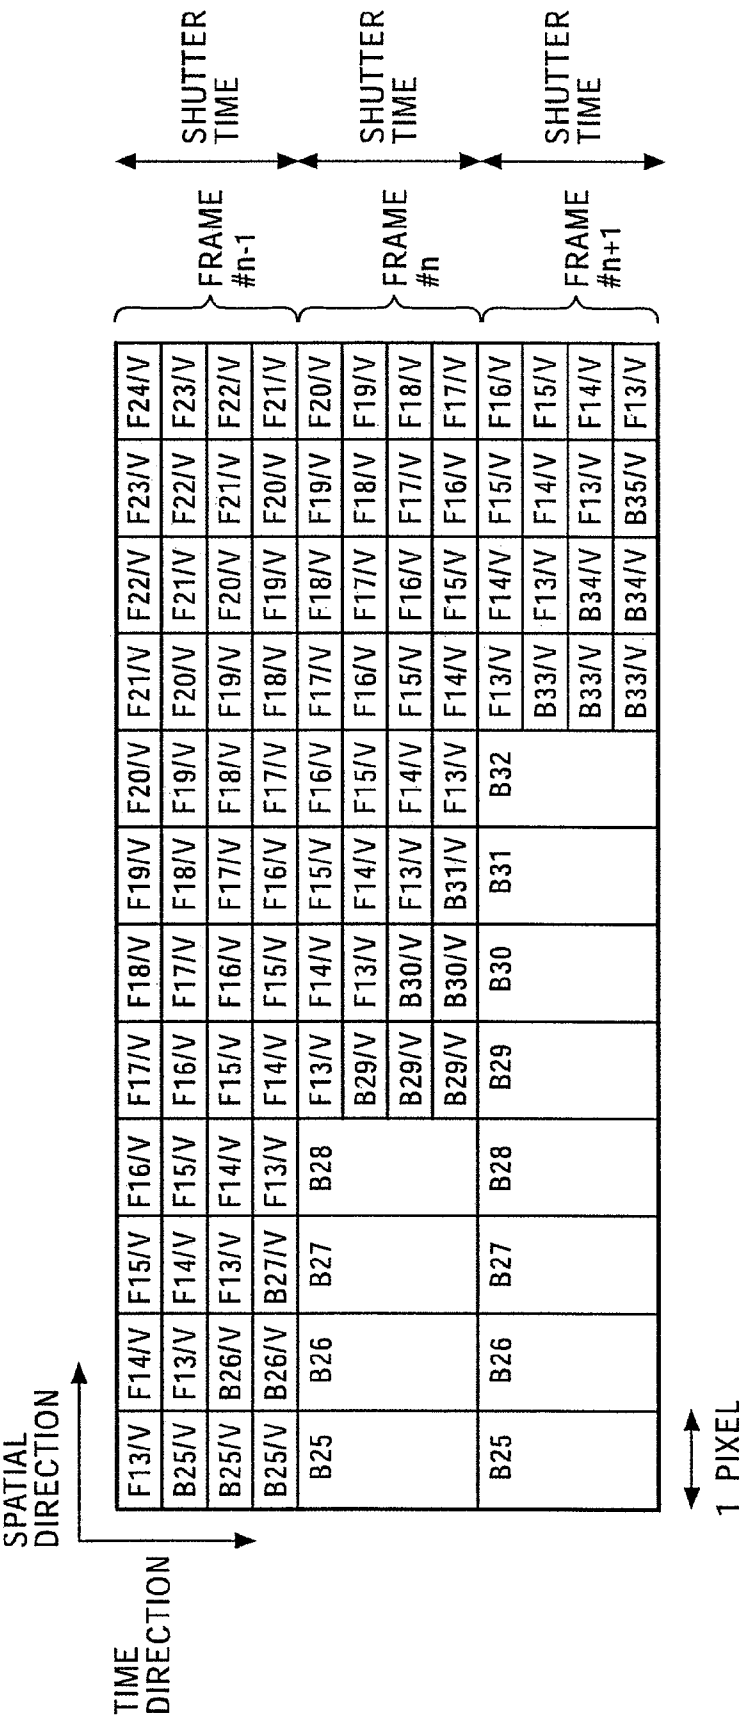 SPATIAL
DIRECTION
TIME
DIRECTION
F13/V F14/V F15/V F16/V F17/V F18/V F19/V F20/V F21/V F22/V F23/V F24/V
B25/V F13/V F14/V F15/V F16/V F17/V F18/V F19/V F20/V F21/V F22/V F23/V
B25/V B26/V F13/V F14/V F15/V F16/V F17/V F18/V F19/V F20/V F21/V F22/V
B25/V B26/V B27/V F13/V F14/V F15/V F16/V F17/V F18/V F19/V F20/V F21/V
FRAME
#n-1
SHUTTER
TIME
B25 B26 B27 B28 F13/V F14/V F15/V F16/V F17/V F18/V F19/V F20/V
B29/V F13/V F14/V F15/V F16/V F17/V F18/V F19/V
B29/V B30/V F13/V F14/V F15/V F16/V F17/V F18/V
B29/V B30/V B31/V F13/V F14/V F15/V F16/V F17/V
FRAME
#n
SHUTTER
TIME
B25 B26 B27 B28 B29 B30 B31 B32 F13/V F14/V F15/V F16/V
B33/V F13/V F14/V F15/V
B33/V B34/V F13/V F14/V
B33/V B34/V B35/V F13/V
FRAME
#n+1
SHUTTER
TIME
1 PIXEL